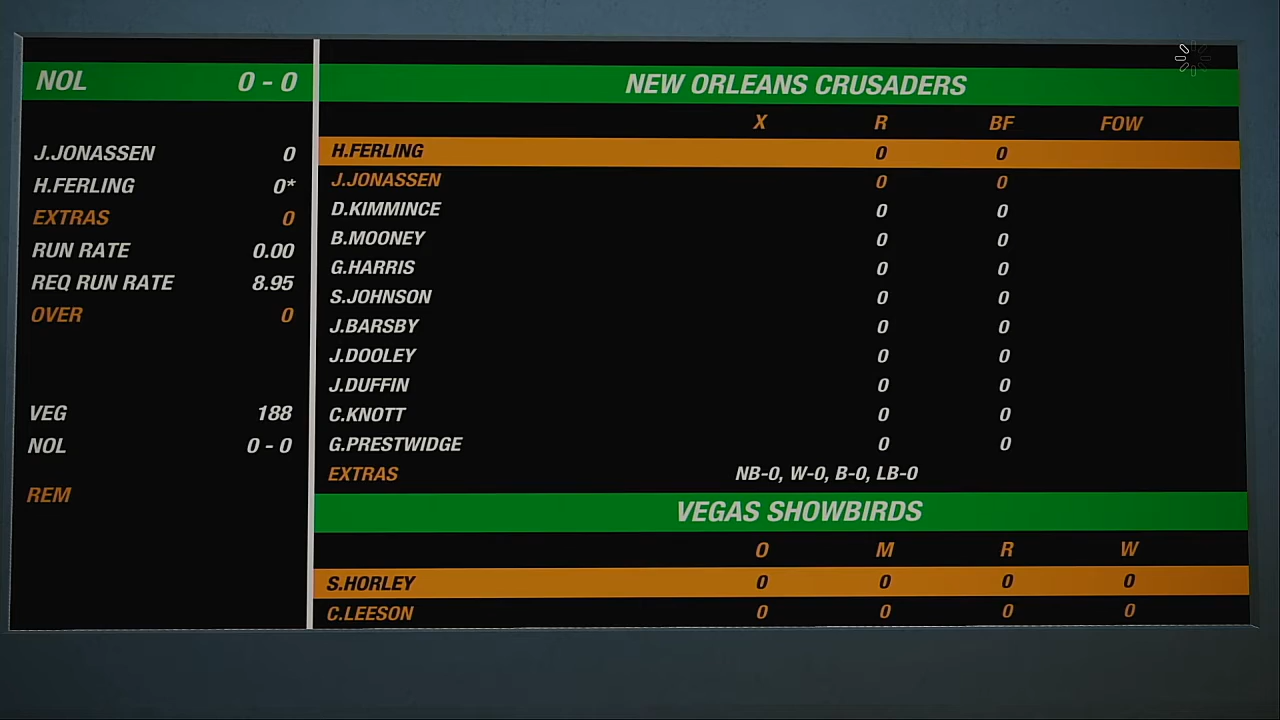 NOL 0 - 0
J.JONASSEN 0
H.FERLING 0*
EXTRAS 0
RUN RATE 0.00
REQ RUN RATE 8.95
OVER 0
VEG 188
NOL 0 - 0
REM
NEW ORLEANS CRUSADERS
X R BF FOW
H.FERLING 0 0
J.JONASSEN 0 0
D.KIMMINCE 0 0
B.MOONEY 0 0
G.HARRIS 0 0
S.JOHNSON 0 0
J.BARSBY 0 0
J.DOOLEY 0 0
J.DUFFIN 0 0
C.KNOTT 0 0
G.PRESTWIDGE 0 0
EXTRAS NB-0, W-0, B-0, LB-0
VEGAS SHOWBIRDS
O M R W
S.HORLEY 0 0 0 0
C.LEESON 0 0 0 0